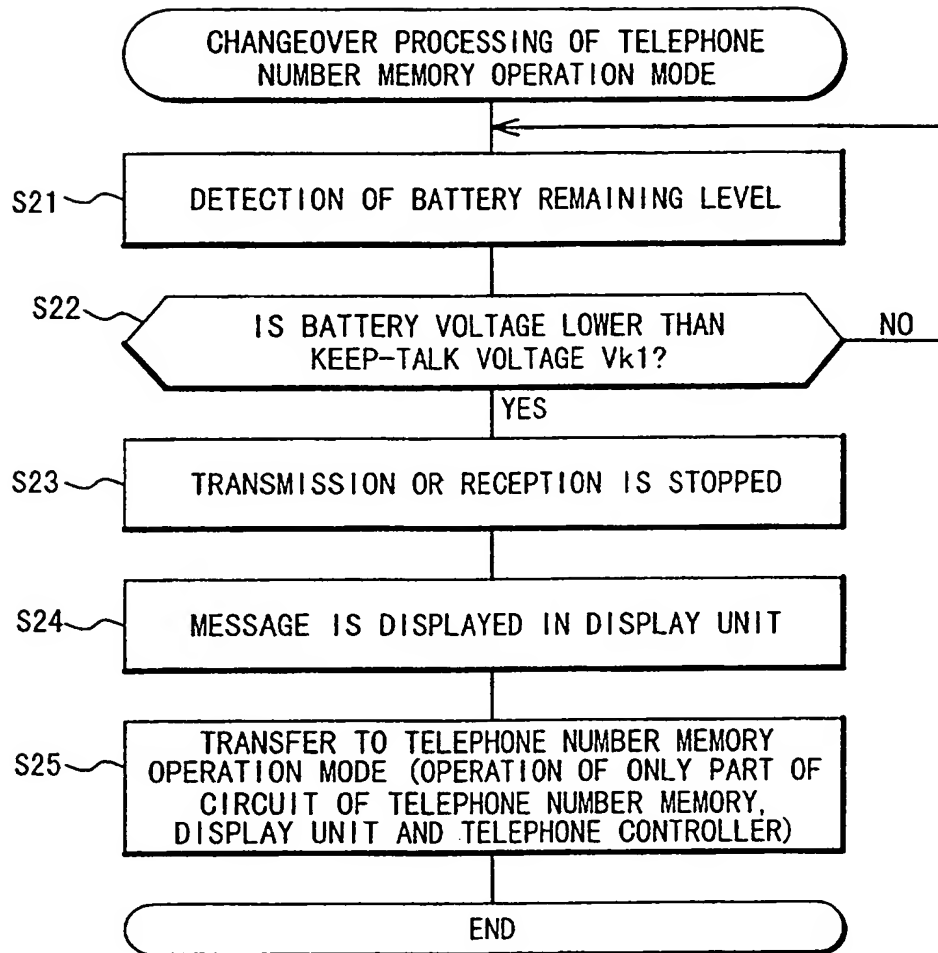 CHANGEOVER PROCESSING OF TELEPHONE
NUMBER MEMORY OPERATION MODE
S21
DETECTION OF BATTERY REMAINING LEVEL
S22
IS BATTERY VOLTAGE LOWER THAN
KEEP-TALK VOLTAGE Vk1?
NO
YES
S23
TRANSMISSION OR RECEPTION IS STOPPED
S24
MESSAGE IS DISPLAYED IN DISPLAY UNIT
S25
TRANSFER TO TELEPHONE NUMBER MEMORY
OPERATION MODE (OPERATION OF ONLY PART OF
CIRCUIT OF TELEPHONE NUMBER MEMORY,
DISPLAY UNIT AND TELEPHONE CONTROLLER)
END